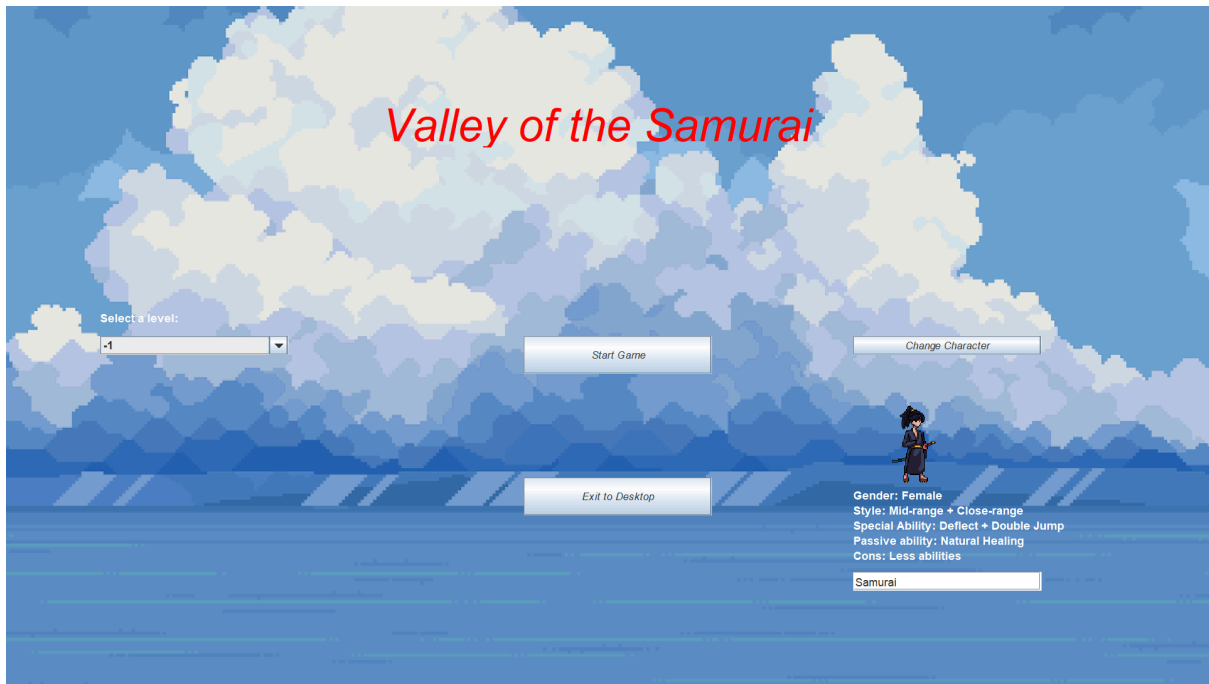 Valley of the Samurai
Select a level:
-1
Start Game
Change Character
Exit to Desktop
Gender: Female
Style: Mid-range + Close-range
Special Ability: Deflect + Double Jump
Passive ability: Natural Healing
Cons: Less abilities
Samurai